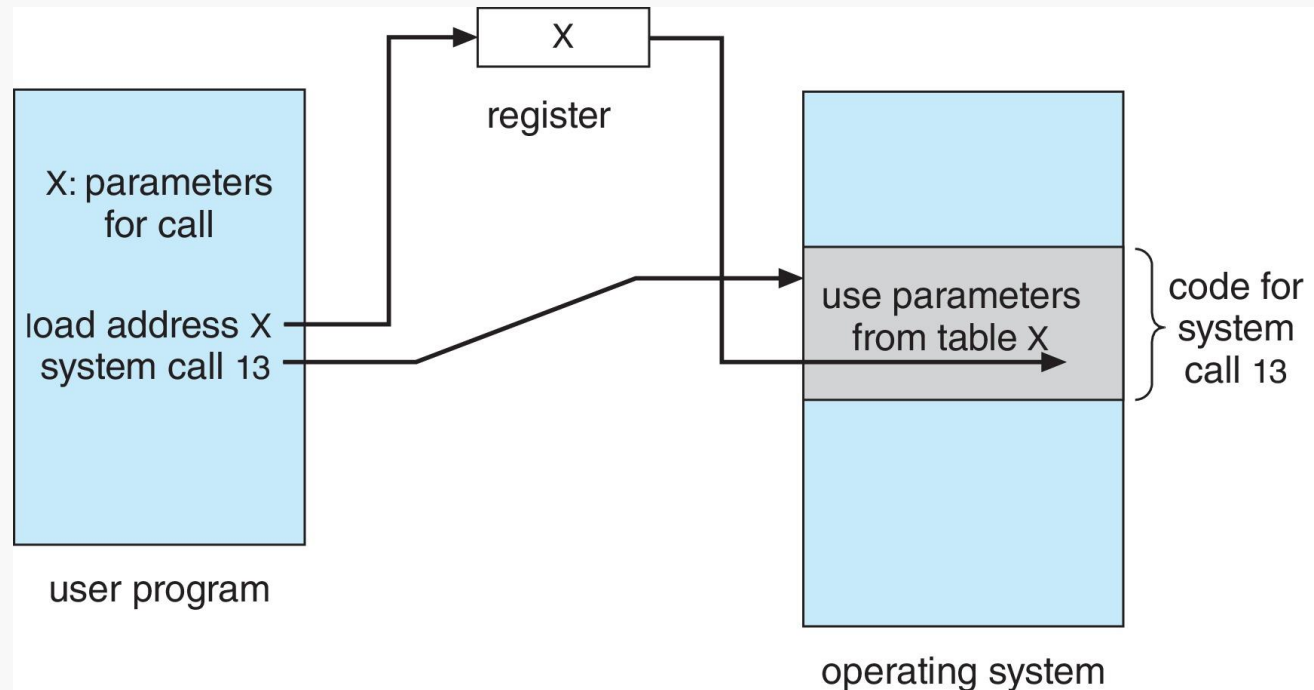 X
register
X: parameters
for call
load address X
system call 13
user program
use parameters
from table X
code for
system
call 13
operating system